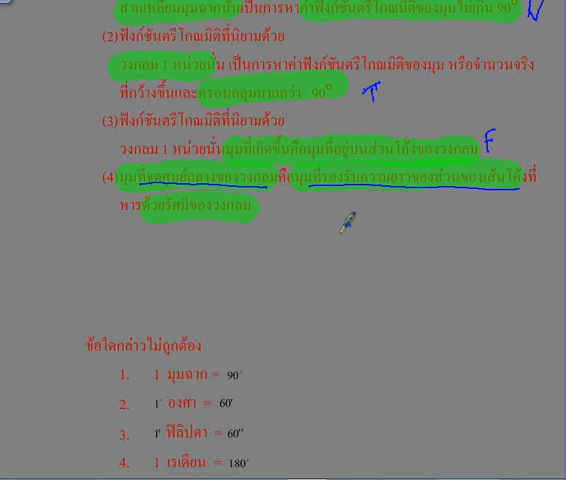 สามเหลี่ยมมุมฉากนั้นเป็นการหาค่าฟังก์ชันตรีโกณมิติของมุมไม่เกิน 90°
(2)ฟังก์ชันตรีโกณมิติที่นิยามด้วย
วงกลม 1 หน่วยนั้น เป็นการหาค่าฟังก์ชันตรีโกณมิติของมุม หรือจำนวนจริง
ที่กว้างขึ้นและครอบคลุมมากกว่า 90° T
(3)ฟังก์ชันตรีโกณมิติที่นิยามด้วย
วงกลม 1 หน่วยนั้นมุมที่เกิดขึ้นคือมุมที่อยู่บนส่วนโค้งของวงกลม F
(4)มุมที่จุดศูนย์กลางของวงกลมคือมุมที่รองรับความยาวของส่วนของเส้นโค้งที่
หารด้วยรัศมีของวงกลม
ข้อใดกล่าวไม่ถูกต้อง
1. 1 มุมฉาก = 90°
2. 1° องศา = 60'
3. 1' ฟิลิปดา = 60"
4. 1 เรเดียน = 180°